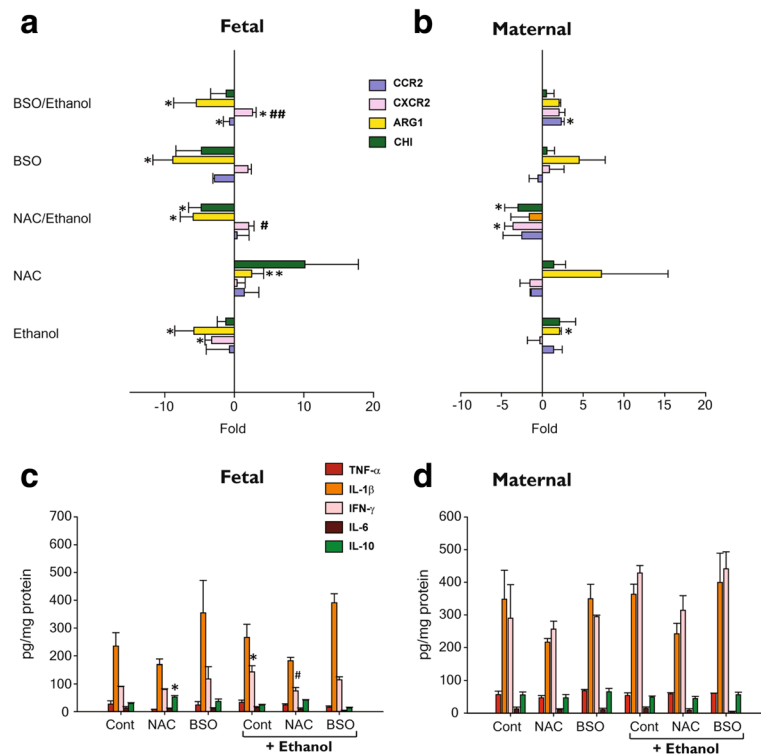 a
Fetal
b
Maternal
CCR2
CXCR2
ARG1
CHI
BSO/Ethanol
* 
* ##
*
*
BSO
*
NAC/Ethanol
*
*
#
*
*
NAC
**
Ethanol
*
*
*
-10 0 10 20
Fold
-10 -5 0 5 10 15 20
Fold
c
Fetal
d
Maternal
TNF-α
IL-1β
IFN-γ
IL-6
IL-10
700
600
500
400
300
200
100
0
pg/mg protein
*
*
#
Cont NAC BSO Cont NAC BSO
+ Ethanol
600
500
400
300
200
100
0
pg/mg protein
Cont NAC BSO Cont NAC BSO
+ Ethanol